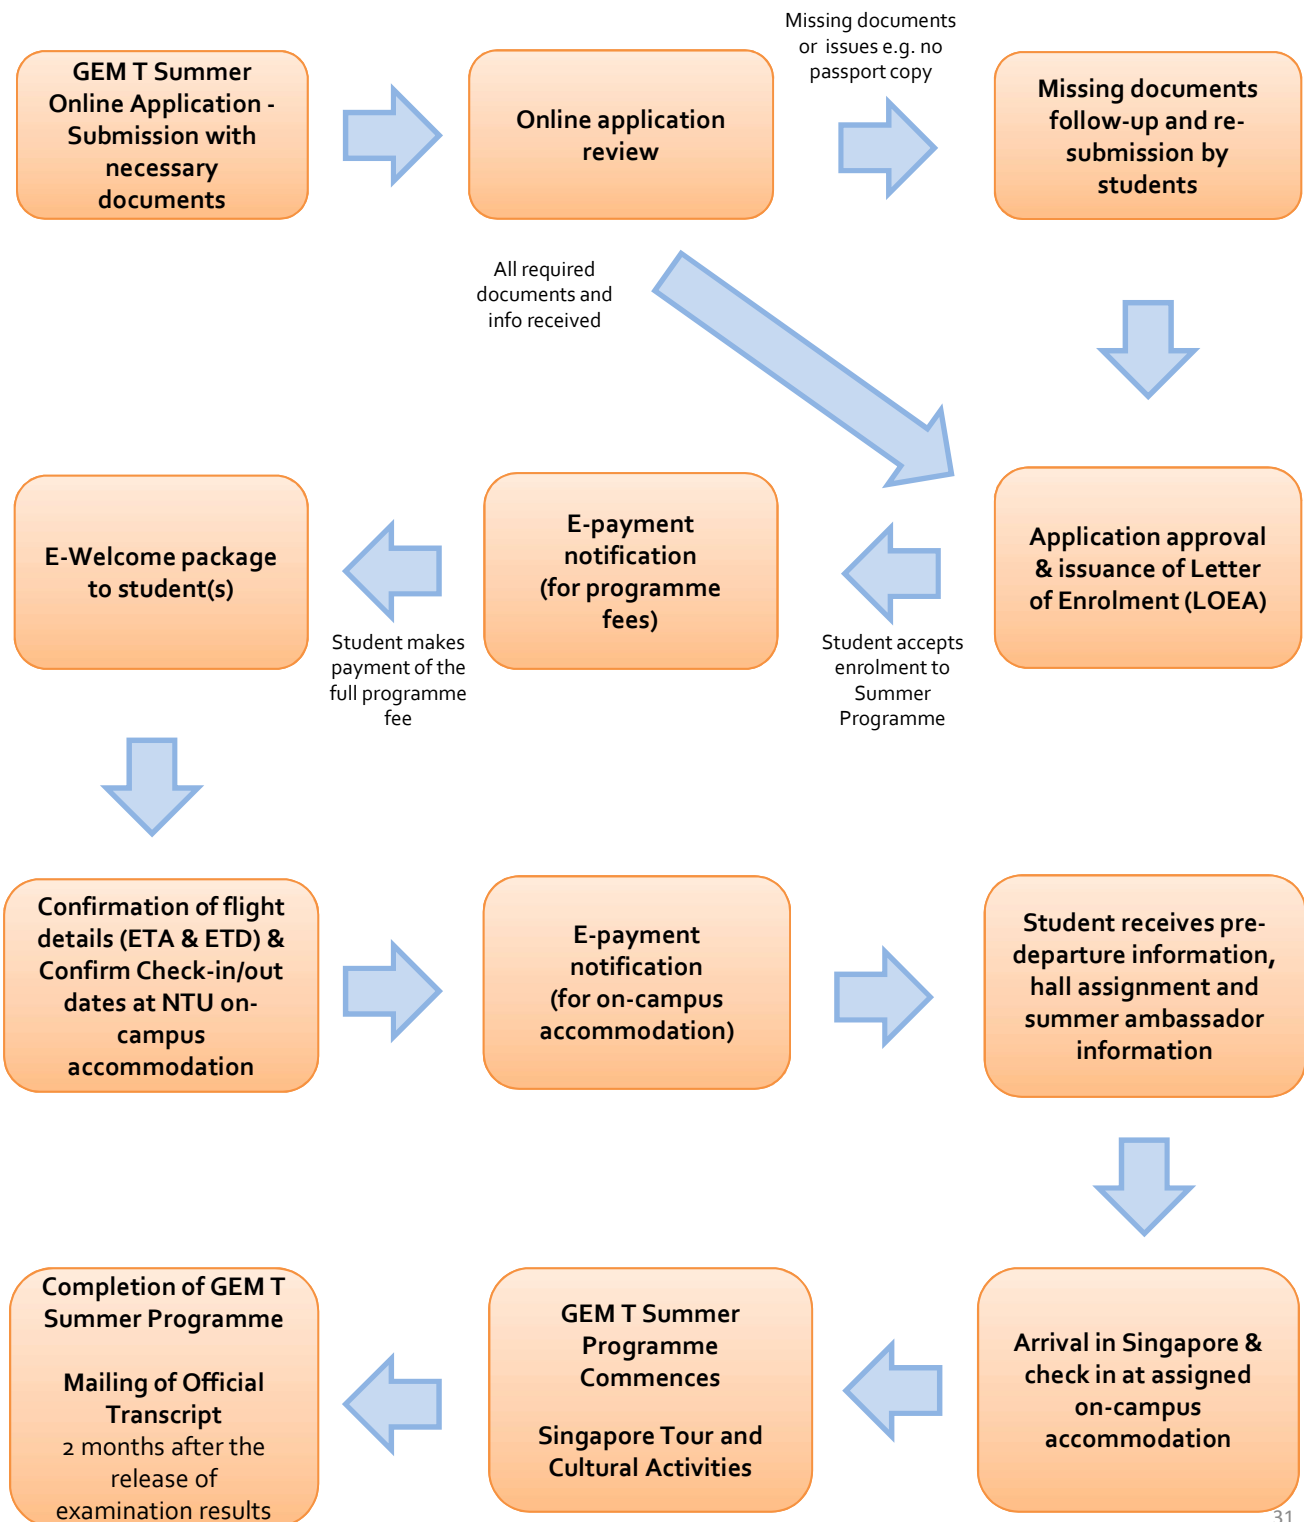 GEM T Summer
Online Application -
Submission with
necessary
documents
Online application
review
Missing documents
or issues e.g. no
passport copy
Missing documents
follow-up and re-
submission by
students
All required
documents and
info received
Application approval
& issuance of Letter
of Enrolment (LOEA)
Student accepts
enrolment to
Summer
Programme
E-payment
notification
(for programme
fees)
Student makes
payment of the
full programme
fee
E-Welcome package
to student(s)
Confirmation of flight
details (ETA & ETD) &
Confirm Check-in/out
dates at NTU on-
campus
accommodation
E-payment
notification
(for on-campus
accommodation)
Student receives pre-
departure information,
hall assignment and
summer ambassador
information
Arrival in Singapore &
check in at assigned
on-campus
accommodation
GEM T Summer
Programme
Commences
Singapore Tour and
Cultural Activities
Completion of GEM T
Summer Programme
Mailing of Official
Transcript
2 months after the
release of
examination results
31